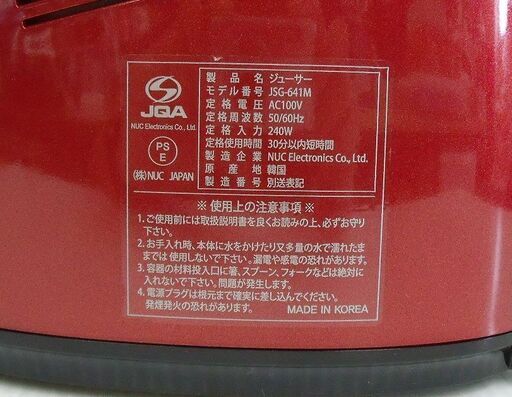 JQA
NUC Electronics Co., Ltd.
PS
E
(株) NUC JAPAN
製品名 ジューサー
モデル番号 JSG-641M
定格電圧 AC100V
定格周波数 50/60Hz
定格入力 240W
定格使用時間 30分以内短時間
製造企業 NUC Electronics Co., Ltd.
原産地 韓国
製造番号 別送表記
※ 使用上の注意事項 ※
1. ご使用前には取扱説明書を良くお読みの上、必ずお守り
下さい。
2. お手入れ時、本体に水をかけたり又多量の水で濡れたま
までは使用しないで下さい。漏電や感電の恐れがあります。
3. 容器の材料投入口に箸、スプーン、フォークなどは絶対に
入れないで下さい。問題が発生します。
4. 電源プラグは根元まで確実に差し込んでください。
発煙発火の恐れがあります。
MADE IN KOREA